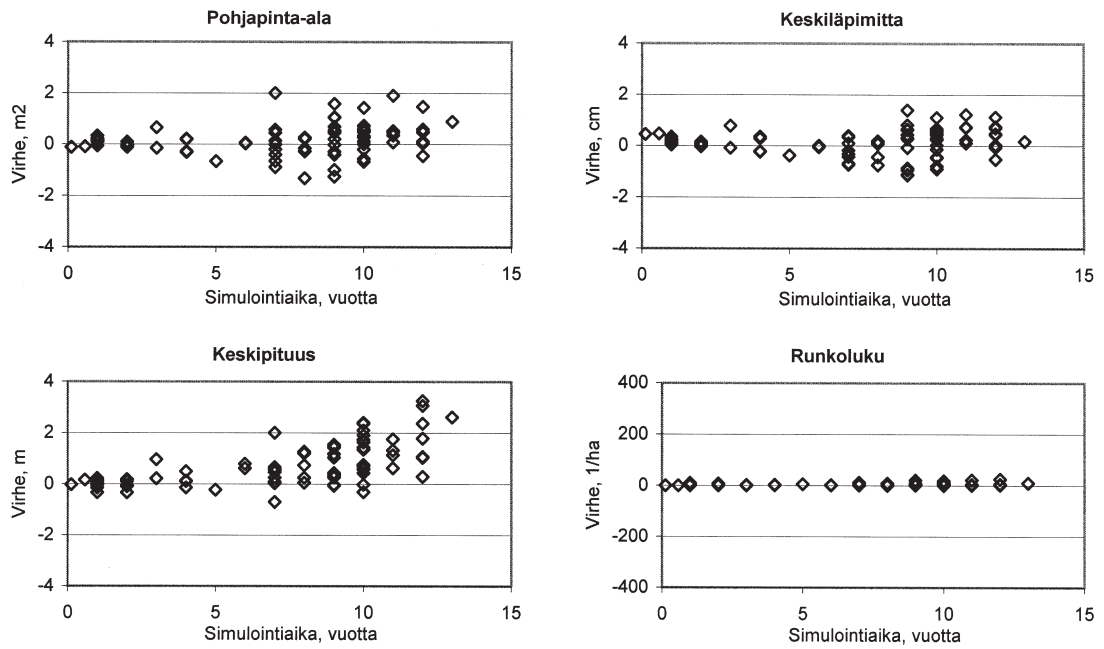 Pohjapinta-ala
4
2
0
-2
-4
Virhe, m2
0 5 10 15
Simulointiaika, vuotta
Keskiläpimitta
4
2
0
-2
-4
Virhe, cm
0 5 10 15
Simulointiaika, vuotta
Keskipituus
4
2
0
-2
-4
Virhe, m
0 5 10 15
Simulointiaika, vuotta
Runkoluku
400
200
0
-200
-400
Virhe, 1/ha
0 5 10 15
Simulointiaika, vuotta